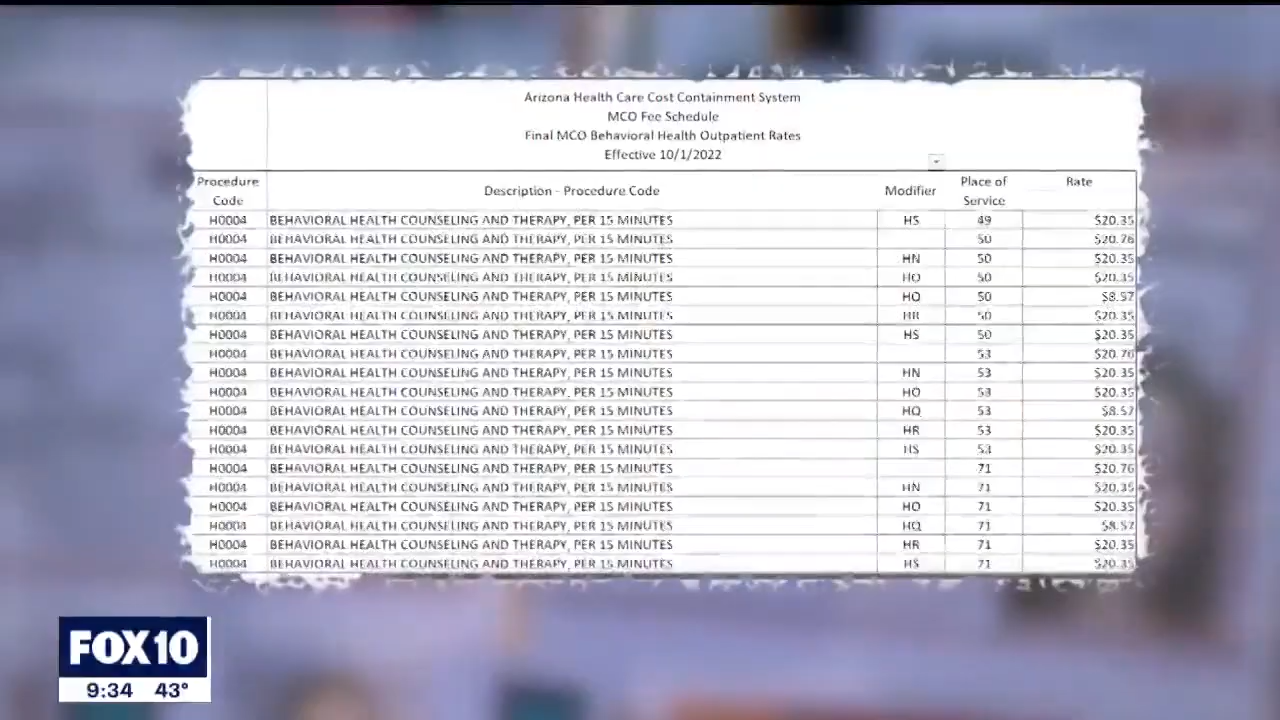 Arizona Health Care Cost Containment System
MCO Fee Schedule
Final MCO Behavioral Health Outpatient Rates
Effective 10/1/2022
Procedure Code Description - Procedure Code Modifier Place of Service Rate
H0004 BEHAVIORAL HEALTH COUNSELING AND THERAPY, PER 15 MINUTES HS 49 $20.35
H0004 BEHAVIORAL HEALTH COUNSELING AND THERAPY, PER 15 MINUTES 50 $20.76
H0004 BEHAVIORAL HEALTH COUNSELING AND THERAPY, PER 15 MINUTES HN 50 $20.35
H0004 BEHAVIORAL HEALTH COUNSELING AND THERAPY, PER 15 MINUTES HO 50 $20.35
H0004 BEHAVIORAL HEALTH COUNSELING AND THERAPY, PER 15 MINUTES HQ 50 $8.57
H0004 BEHAVIORAL HEALTH COUNSELING AND THERAPY, PER 15 MINUTES HR 50 $20.35
H0004 BEHAVIORAL HEALTH COUNSELING AND THERAPY, PER 15 MINUTES HS 50 $20.35
H0004 BEHAVIORAL HEALTH COUNSELING AND THERAPY, PER 15 MINUTES 53 $20.76
H0004 BEHAVIORAL HEALTH COUNSELING AND THERAPY, PER 15 MINUTES HN 53 $20.35
H0004 BEHAVIORAL HEALTH COUNSELING AND THERAPY, PER 15 MINUTES HO 53 $20.35
H0004 BEHAVIORAL HEALTH COUNSELING AND THERAPY, PER 15 MINUTES HQ 53 $8.57
H0004 BEHAVIORAL HEALTH COUNSELING AND THERAPY, PER 15 MINUTES HR 53 $20.35
H0004 BEHAVIORAL HEALTH COUNSELING AND THERAPY, PER 15 MINUTES HS 53 $20.35
H0004 BEHAVIORAL HEALTH COUNSELING AND THERAPY, PER 15 MINUTES 71 $20.76
H0004 BEHAVIORAL HEALTH COUNSELING AND THERAPY, PER 15 MINUTES HN 71 $20.35
H0004 BEHAVIORAL HEALTH COUNSELING AND THERAPY, PER 15 MINUTES HO 71 $20.35
H0004 BEHAVIORAL HEALTH COUNSELING AND THERAPY, PER 15 MINUTES HQ 71 $8.57
H0004 BEHAVIORAL HEALTH COUNSELING AND THERAPY, PER 15 MINUTES HR 71 $20.35
H0004 BEHAVIORAL HEALTH COUNSELING AND THERAPY, PER 15 MINUTES HS 71 $20.35
FOX 10
9:34 43°